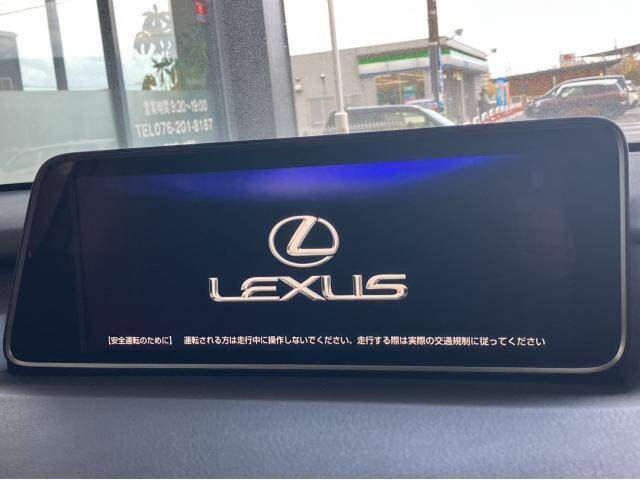 営業時間 9:30~19:00
TEL076-201-8187
LEXUS
【安全運転のために】 運転される方は走行中に操作しないでください、走行する際は実際の交通規制に従ってください